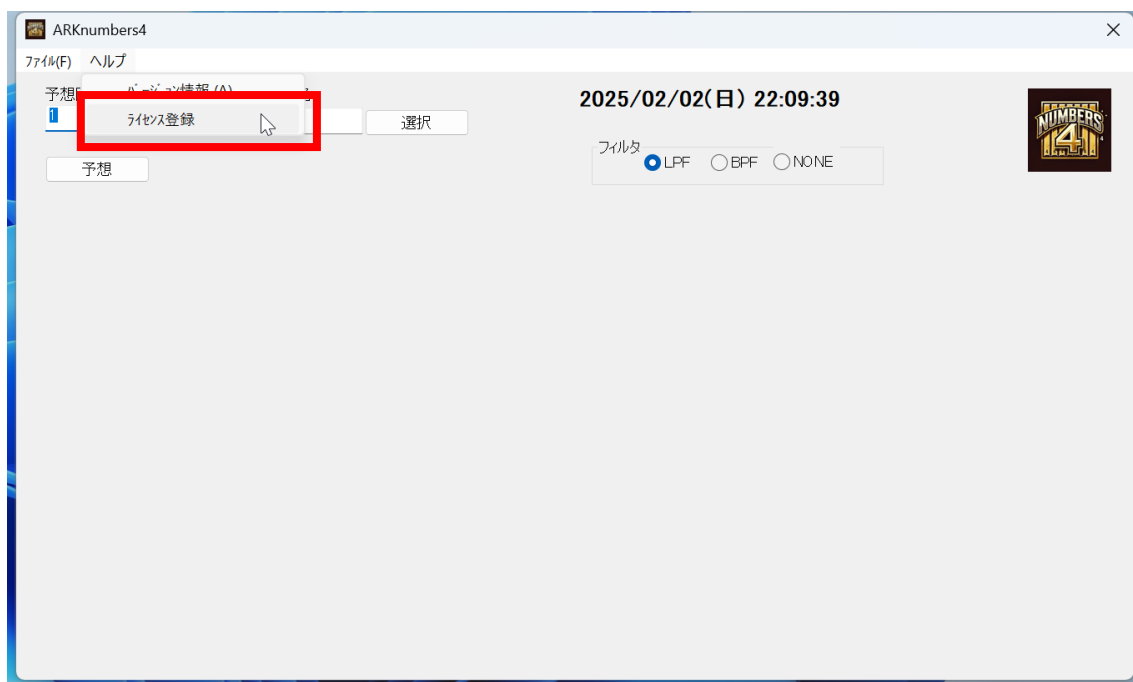 ARKnumbers4
ﾌｧｲﾙ(F) ヘルプ
予想
ﾊﾞｰｼﾞｮﾝ情報 (A)
2025/02/02(日) 22:09:39
1
ﾗｲｾﾝｽ登録
選択
フィルタ
LPF BPF NONE
予想
NUMBERS
4